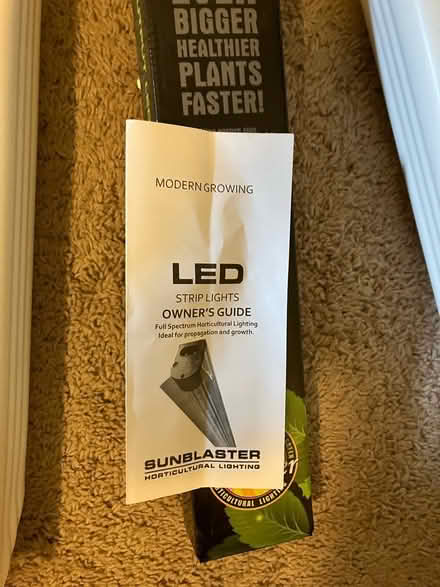 BIGGER
HEALTHIER
PLANTS
FASTER!
MODERN GROWING
LED
STRIP LIGHTS
OWNER'S GUIDE
Full Spectrum Horticultural Lighting
Ideal for propagation and growth.
SUNBLASTER
HORTICULTURAL LIGHTING